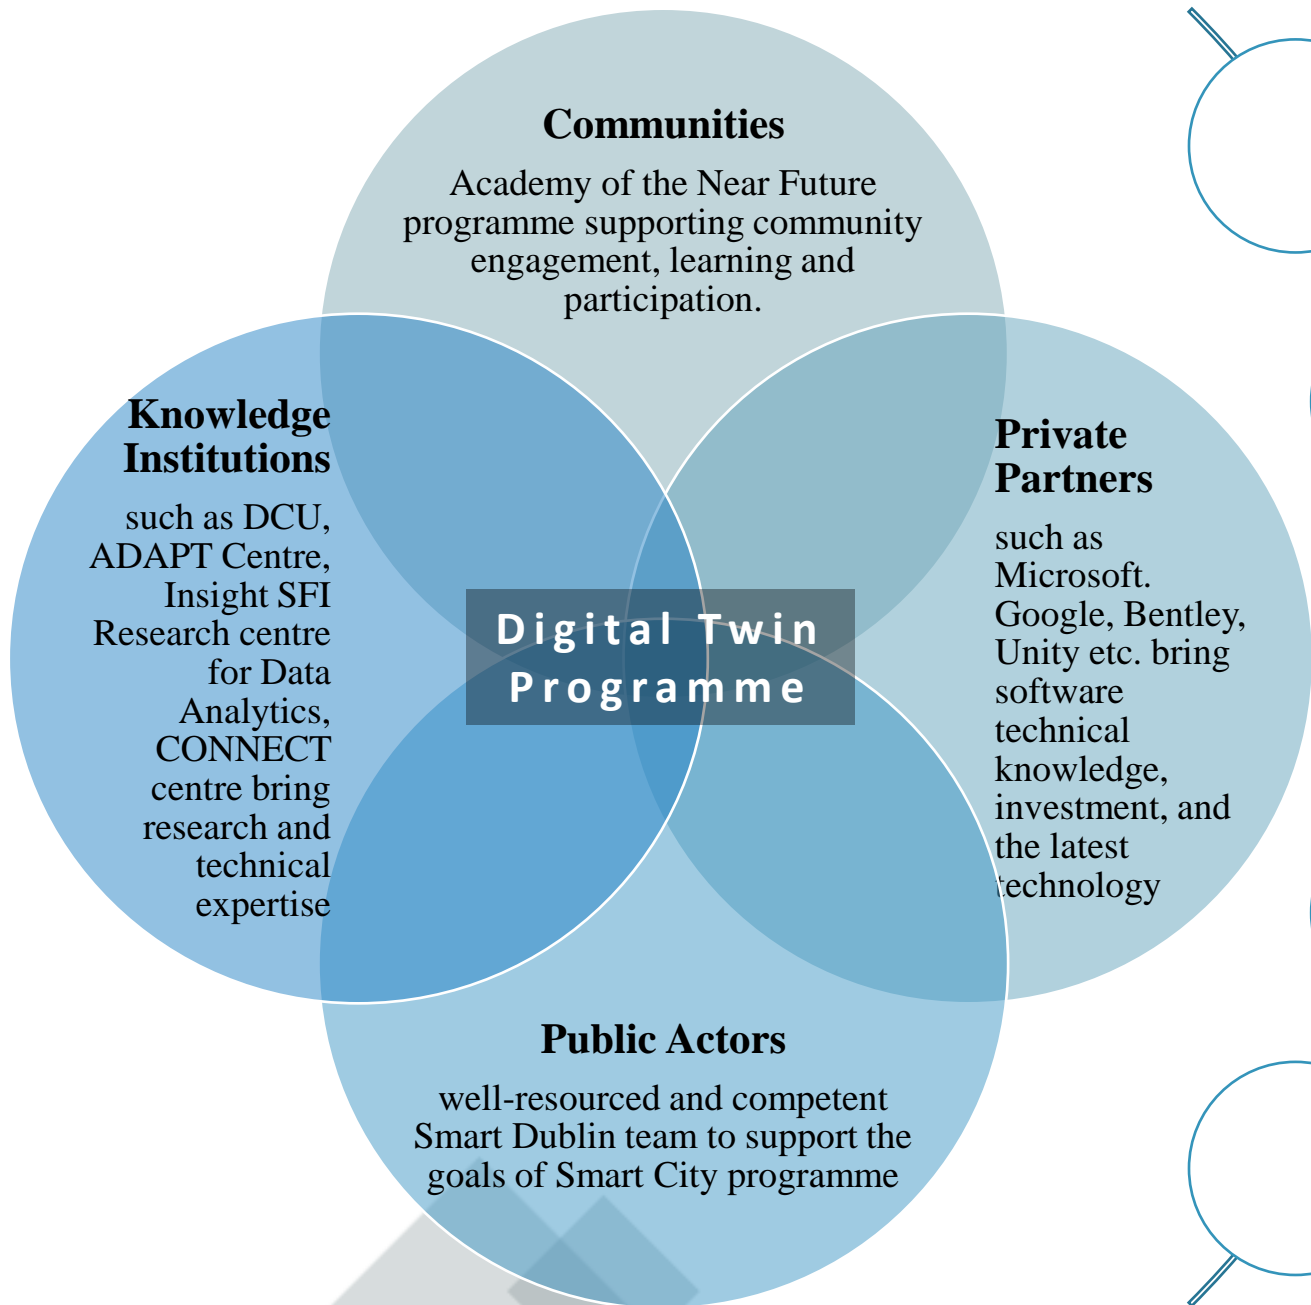 Communities
Academy of the Near Future
programme supporting community
engagement, learning and
participation.
Knowledge
Institutions
such as DCU,
ADAPT Centre,
Insight SFI
Research centre
for Data
Analytics,
CONNECT
centre bring
research and
technical
expertise
Digital Twin
Programme
Private
Partners
such as
Microsoft.
Google, Bentley,
Unity etc. bring
software
technical
knowledge,
investment, and
the latest
technology
Public Actors
well-resourced and competent
Smart Dublin team to support the
goals of Smart City programme